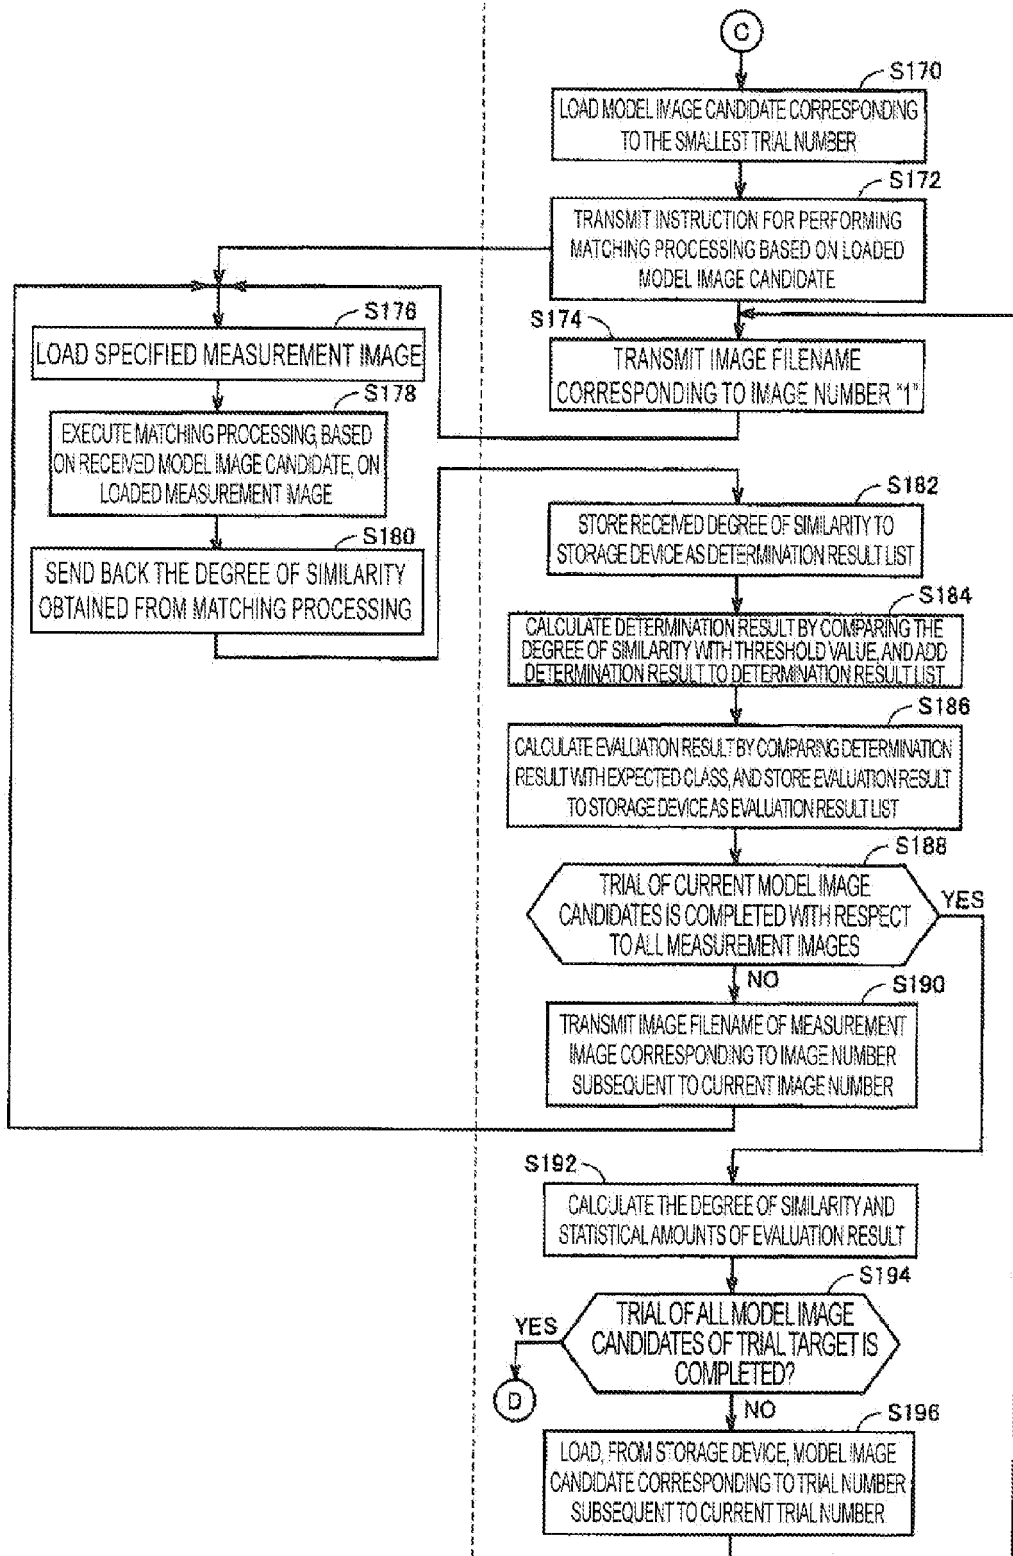 C
S170
LOAD MODEL IMAGE CANDIDATE CORRESPONDING
TO THE SMALLEST TRIAL NUMBER
S172
TRANSMIT INSTRUCTION FOR PERFORMING
MATCHING PROCESSING BASED ON LOADED
MODEL IMAGE CANDIDATE
S174
TRANSMIT IMAGE FILENAME
CORRESPONDING TO IMAGE NUMBER "1"
S176
LOAD SPECIFIED MEASUREMENT IMAGE
S178
EXECUTE MATCHING PROCESSING, BASED
ON RECEIVED MODEL IMAGE CANDIDATE, ON
LOADED MEASUREMENT IMAGE
S180
SEND BACK THE DEGREE OF SIMILARITY
OBTAINED FROM MATCHING PROCESSING
S182
STORE RECEIVED DEGREE OF SIMILARITY TO
STORAGE DEVICE AS DETERMINATION RESULT LIST
S184
CALCULATE DETERMINATION RESULT BY COMPARING THE
DEGREE OF SIMILARITY WITH THRESHOLD VALUE, AND ADD
DETERMINATION RESULT TO DETERMINATION RESULT LIST
S186
CALCULATE EVALUATION RESULT BY COMPARING DETERMINATION
RESULT WITH EXPECTED CLASS, AND STORE EVALUATION RESULT
TO STORAGE DEVICE AS EVALUATION RESULT LIST
S188
TRIAL OF CURRENT MODEL IMAGE
CANDIDATES IS COMPLETED WITH RESPECT
TO ALL MEASUREMENT IMAGES
YES
NO
S190
TRANSMIT IMAGE FILENAME OF MEASUREMENT
IMAGE CORRESPONDING TO IMAGE NUMBER
SUBSEQUENT TO CURRENT IMAGE NUMBER
S192
CALCULATE THE DEGREE OF SIMILARITY AND
STATISTICAL AMOUNTS OF EVALUATION RESULT
S194
TRIAL OF ALL MODEL IMAGE
CANDIDATES OF TRIAL TARGET IS
COMPLETED?
YES
D
NO
S196
LOAD, FROM STORAGE DEVICE, MODEL IMAGE
CANDIDATE CORRESPONDING TO TRIAL NUMBER
SUBSEQUENT TO CURRENT TRIAL NUMBER